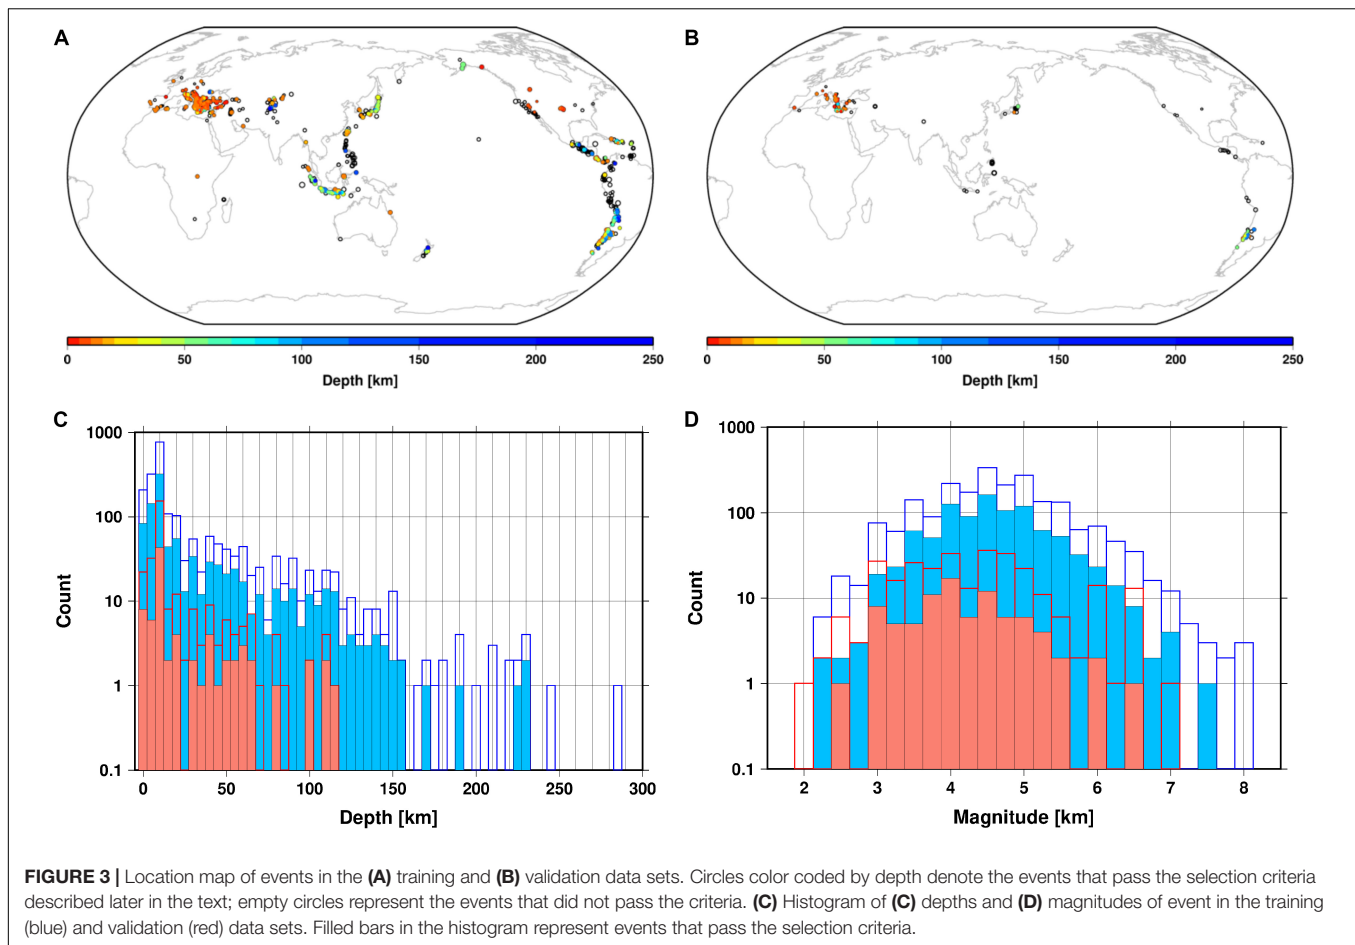 A
B
0 50 100 150 200 250
Depth [km]
0 50 100 150 200 250
Depth [km]
C
1000
100
10
1
0.1
Count
0 50 100 150 200 250 300
Depth [km]
D
1000
100
10
1
0.1
Count
2 3 4 5 6 7 8
Magnitude [km]
FIGURE 3 | Location map of events in the (A) training and (B) validation data sets. Circles color coded by depth denote the events that pass the selection criteria
described later in the text; empty circles represent the events that did not pass the criteria. (C) Histogram of (C) depths and (D) magnitudes of event in the training
(blue) and validation (red) data sets. Filled bars in the histogram represent events that pass the selection criteria.